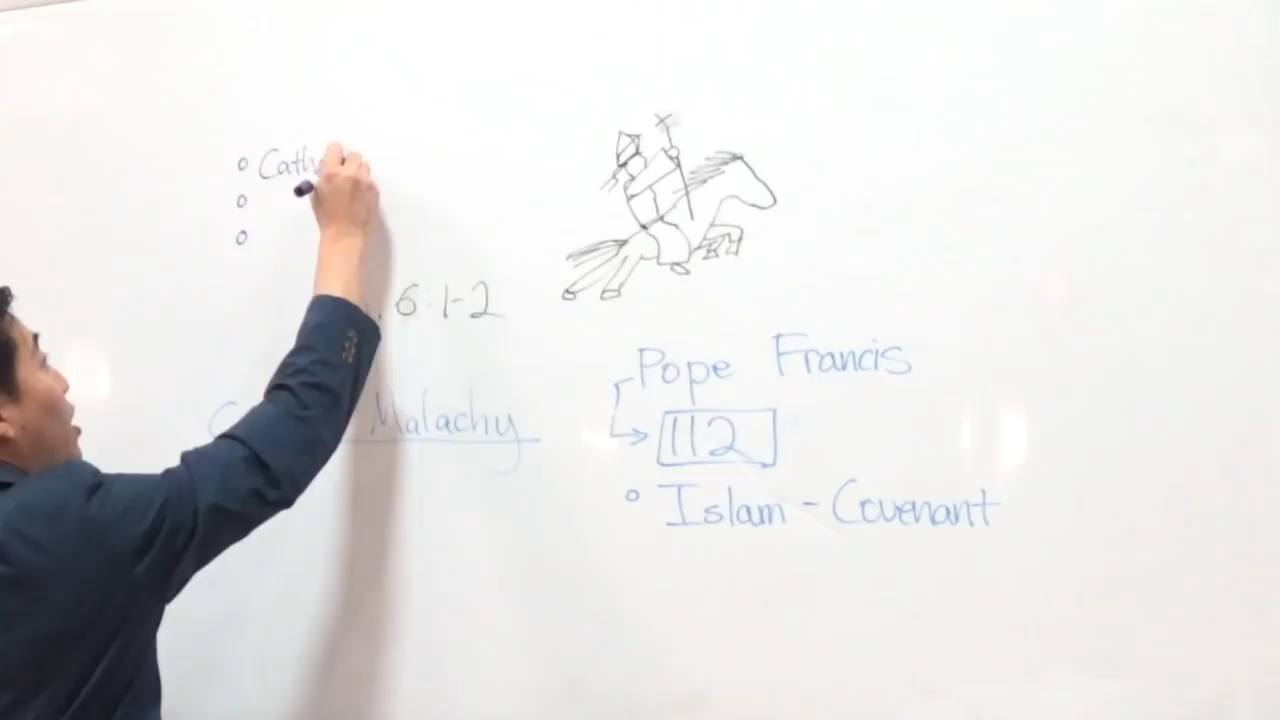 Cath
6:1-2
Malachy
Pope Francis
112
Islam - Covenant